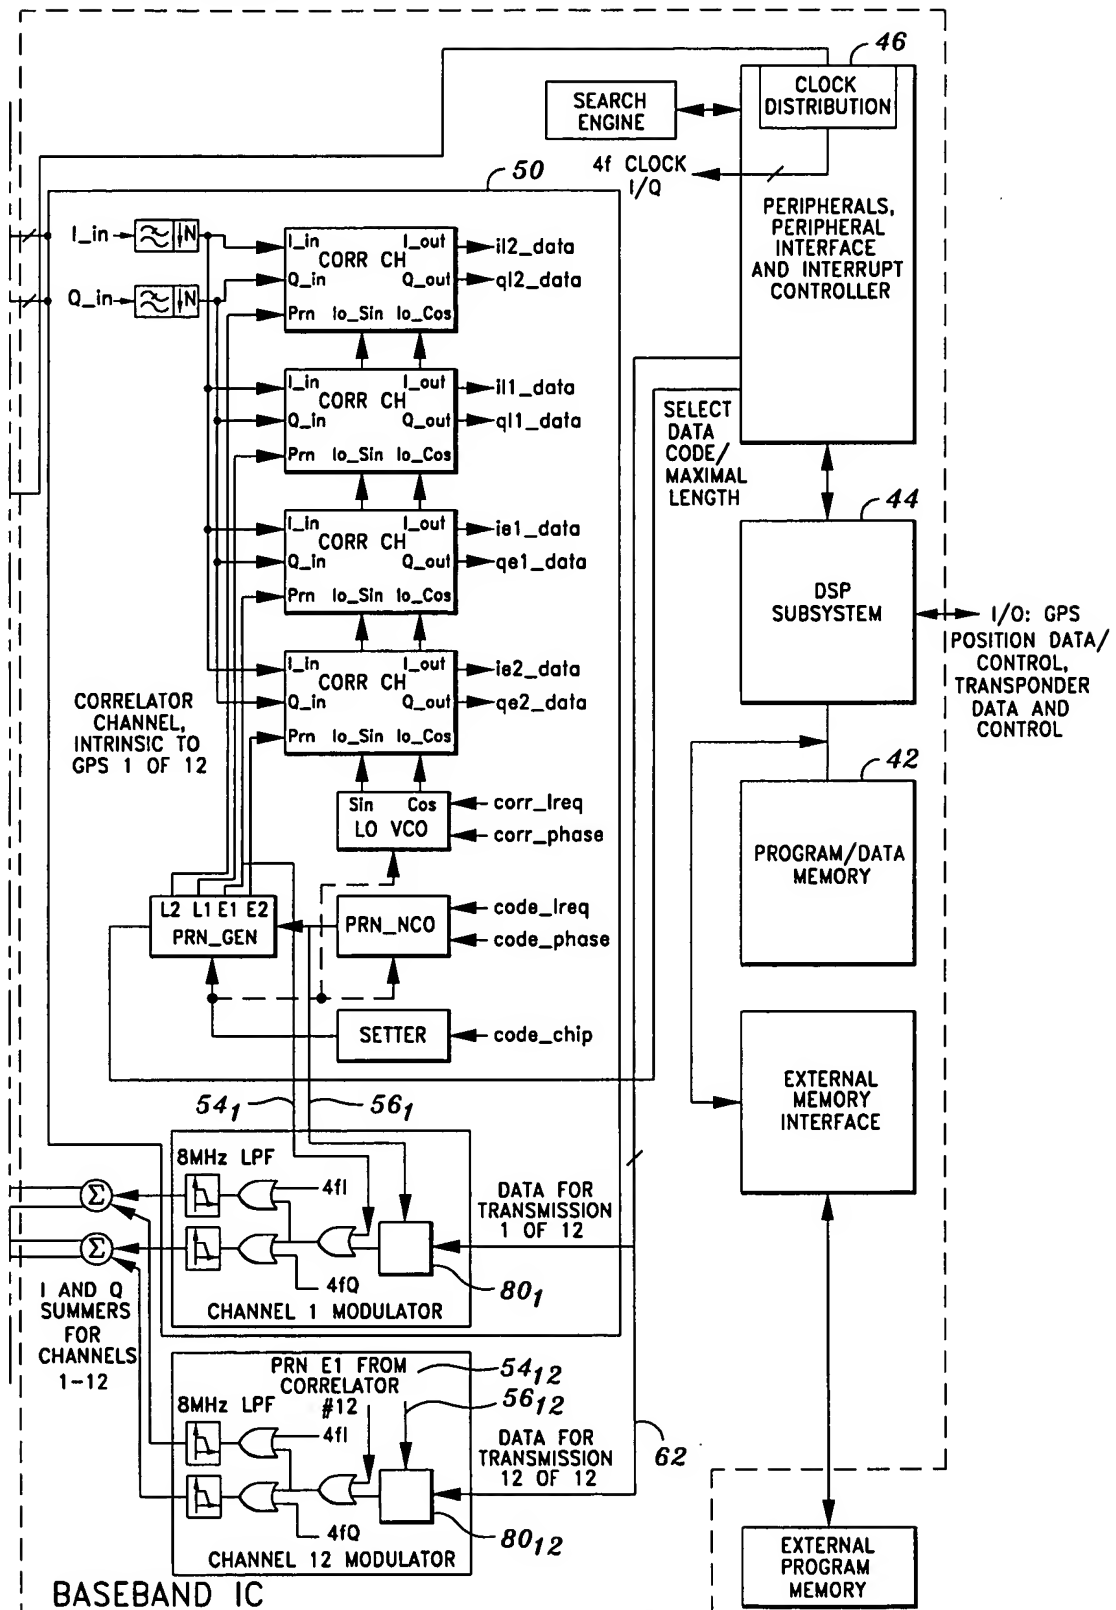 46
CLOCK
DISTRIBUTION
SEARCH
ENGINE
4f CLOCK
I/Q
50
PERIPHERALS,
PERIPHERAL
INTERFACE
AND INTERRUPT
CONTROLLER
I_in
↓N
Q_in
↓N
I_in I_out
CORR CH
Q_in Q_out
Prn lo_Sin lo_Cos
il2_data
ql2_data
I_in I_out
CORR CH
Q_in Q_out
Prn lo_Sin lo_Cos
il1_data
ql1_data
SELECT
DATA
CODE/
MAXIMAL
LENGTH
I_in I_out
CORR CH
Q_in Q_out
Prn lo_Sin lo_Cos
ie1_data
qe1_data
44
DSP
SUBSYSTEM
I/O: GPS
POSITION DATA/
CONTROL,
TRANSPONDER
DATA AND
CONTROL
I_in I_out
CORR CH
Q_in Q_out
Prn lo_Sin lo_Cos
ie2_data
qe2_data
CORRELATOR
CHANNEL,
INTRINSIC TO
GPS 1 OF 12
42
PROGRAM/DATA
MEMORY
Sin Cos
LO VCO
corr_lreq
corr_phase
L2 L1 E1 E2
PRN_GEN
PRN_NCO
code_lreq
code_phase
SETTER
code_chip
EXTERNAL
MEMORY
INTERFACE
54₁
56₁
8MHz LPF
4fI
Σ
Σ
4fQ
DATA FOR
TRANSMISSION
1 OF 12
80₁
CHANNEL 1 MODULATOR
I AND Q
SUMMERS
FOR
CHANNELS
1-12
PRN E1 FROM
CORRELATOR
#12
54₁₂
56₁₂
8MHz LPF
4fI
4fQ
DATA FOR
TRANSMISSION
12 OF 12
62
80₁₂
CHANNEL 12 MODULATOR
EXTERNAL
PROGRAM
MEMORY
BASEBAND IC